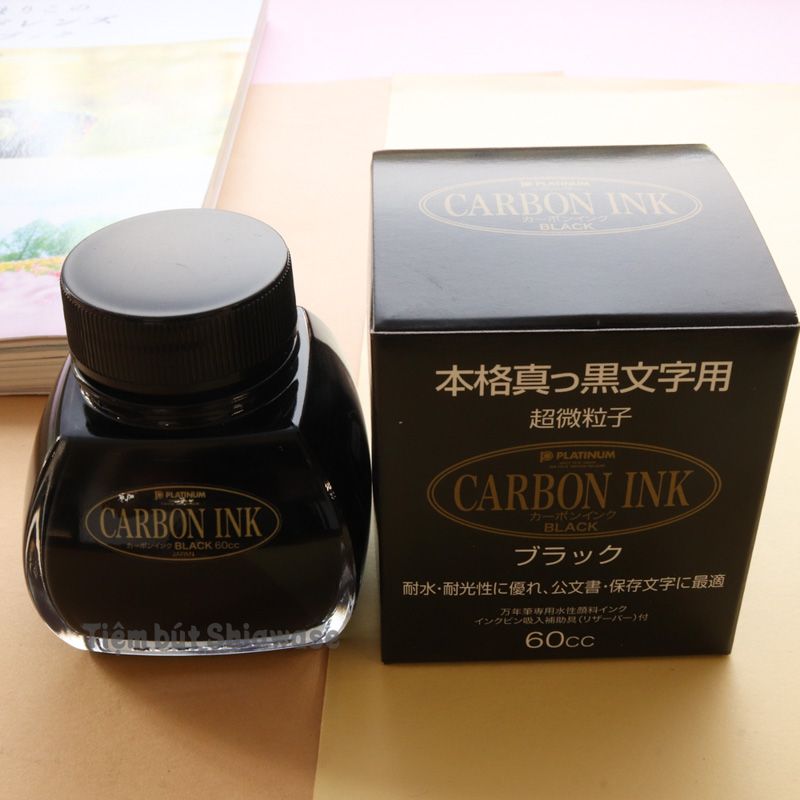 PLATINUM
CARBON INK
カーボンインク
BLACK
本格真っ黒文字用
超微粒子
PLATINUM
CARBON INK
カーボンインク
BLACK
ブラック
耐水・耐光性に優れ、公文書・保存文字に最適
万年筆専用水性顔料インク
インクビン吸入補助具(リザーバー)付
60cc
PLATINUM
CARBON INK
カーボンインク BLACK 60cc
JAPAN
Tiệm bút Shiawase